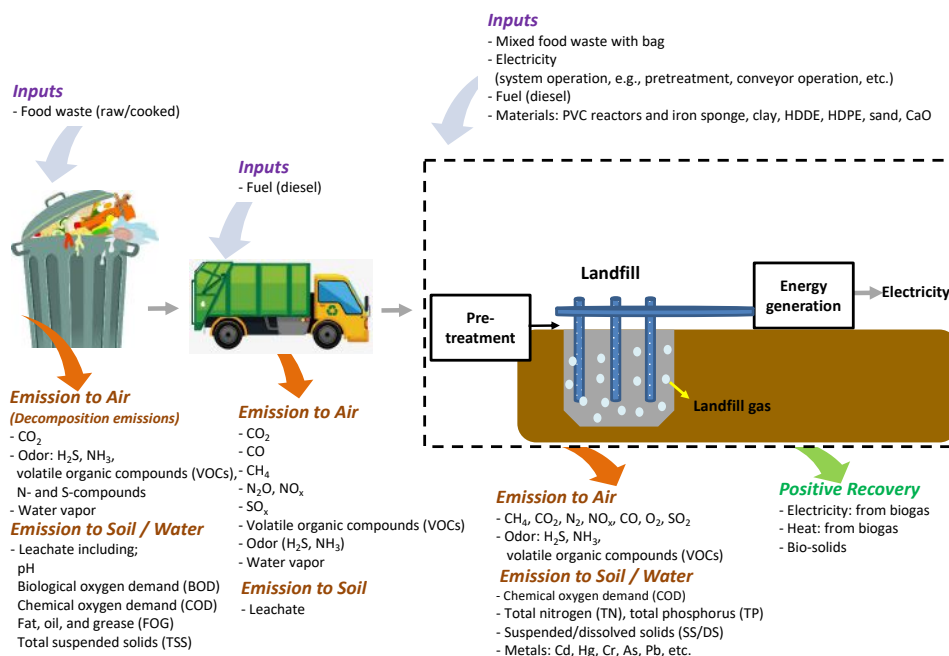 Inputs
- Food waste (raw/cooked)
Emission to Air
(Decomposition emissions)
- CO₂
- Odor: H₂S, NH₃,
volatile organic compounds (VOCs),
N- and S-compounds
- Water vapor
Emission to Soil / Water
- Leachate including;
pH
Biological oxygen demand (BOD)
Chemical oxygen demand (COD)
Fat, oil, and grease (FOG)
Total suspended solids (TSS)
Inputs
- Fuel (diesel)
Emission to Air
- CO₂
- CO
- CH₄
- N₂O, NOₓ
- SOₓ
- Volatile organic compounds (VOCs)
- Odor (H₂S, NH₃)
- Water vapor
Emission to Soil
- Leachate
Inputs
- Mixed food waste with bag
- Electricity
(system operation, e.g., pretreatment, conveyor operation, etc.)
- Fuel (diesel)
- Materials: PVC reactors and iron sponge, clay, HDDE, HDPE, sand, CaO
Pre-
treatment
Landfill
Energy
generation
Electricity
Landfill gas
Emission to Air
- CH₄, CO₂, N₂, NOₓ, CO, O₂, SO₂
- Odor: H₂S, NH₃,
volatile organic compounds (VOCs)
Emission to Soil / Water
- Chemical oxygen demand (COD)
- Total nitrogen (TN), total phosphorus (TP)
- Suspended/dissolved solids (SS/DS)
- Metals: Cd, Hg, Cr, As, Pb, etc.
Positive Recovery
- Electricity: from biogas
- Heat: from biogas
- Bio-solids